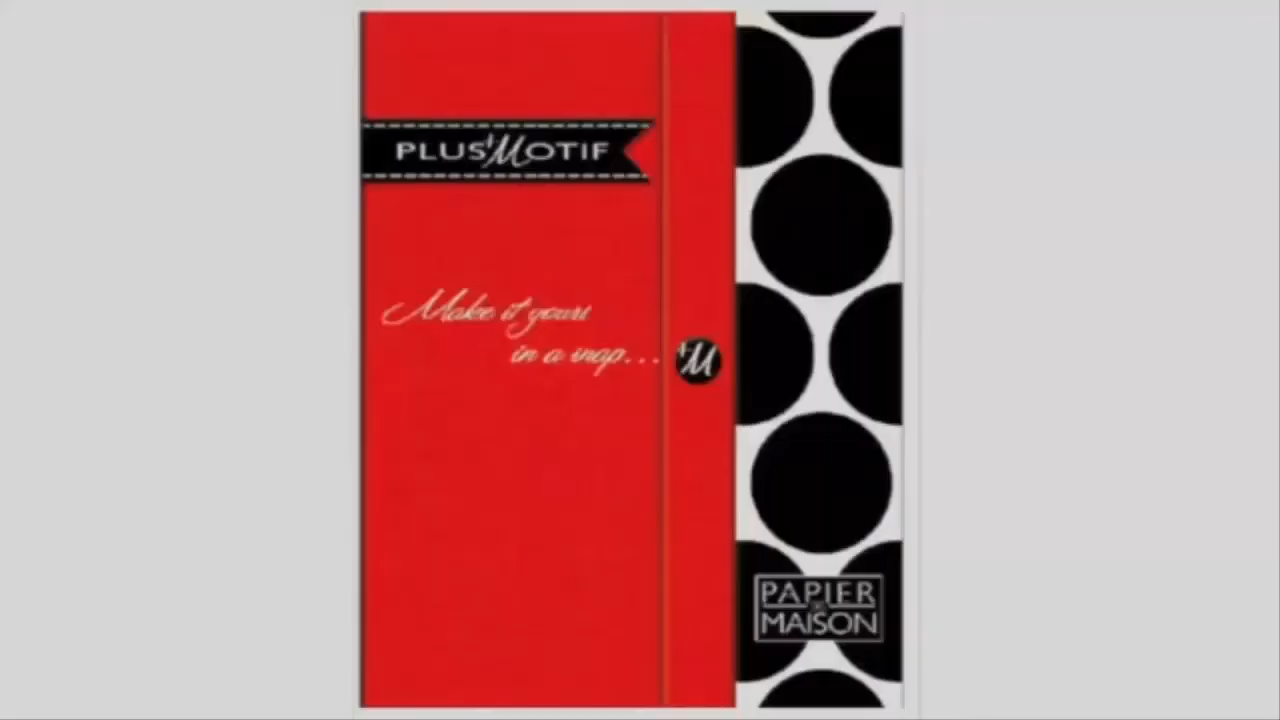 PLUS+MOTIF
Make it yours
in a snap...
+M
PAPIER
MAISON